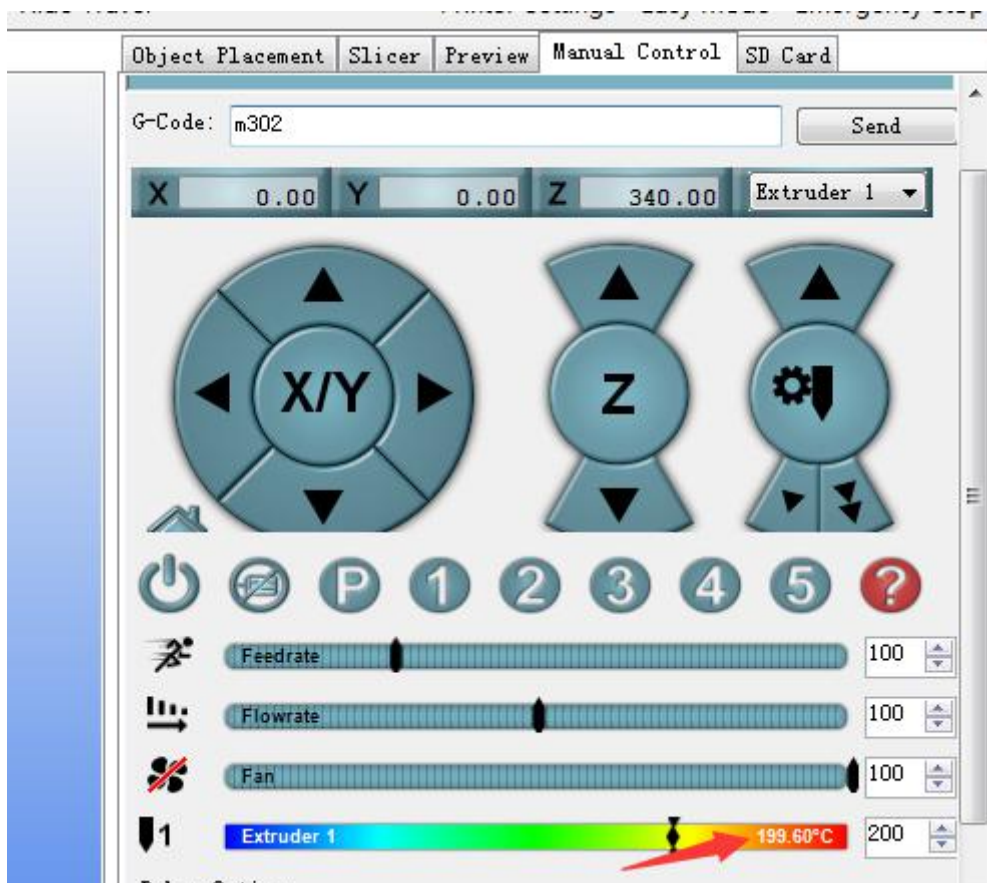 Object Placement Slicer Preview Manual Control SD Card
G-Code: m302 Send
X 0.00 Y 0.00 Z 340.00 Extruder 1
X/Y Z
P 1 2 3 4 5 ?
Feedrate 100
Flowrate 100
Fan 100
1 Extruder 1 199.60°C 200